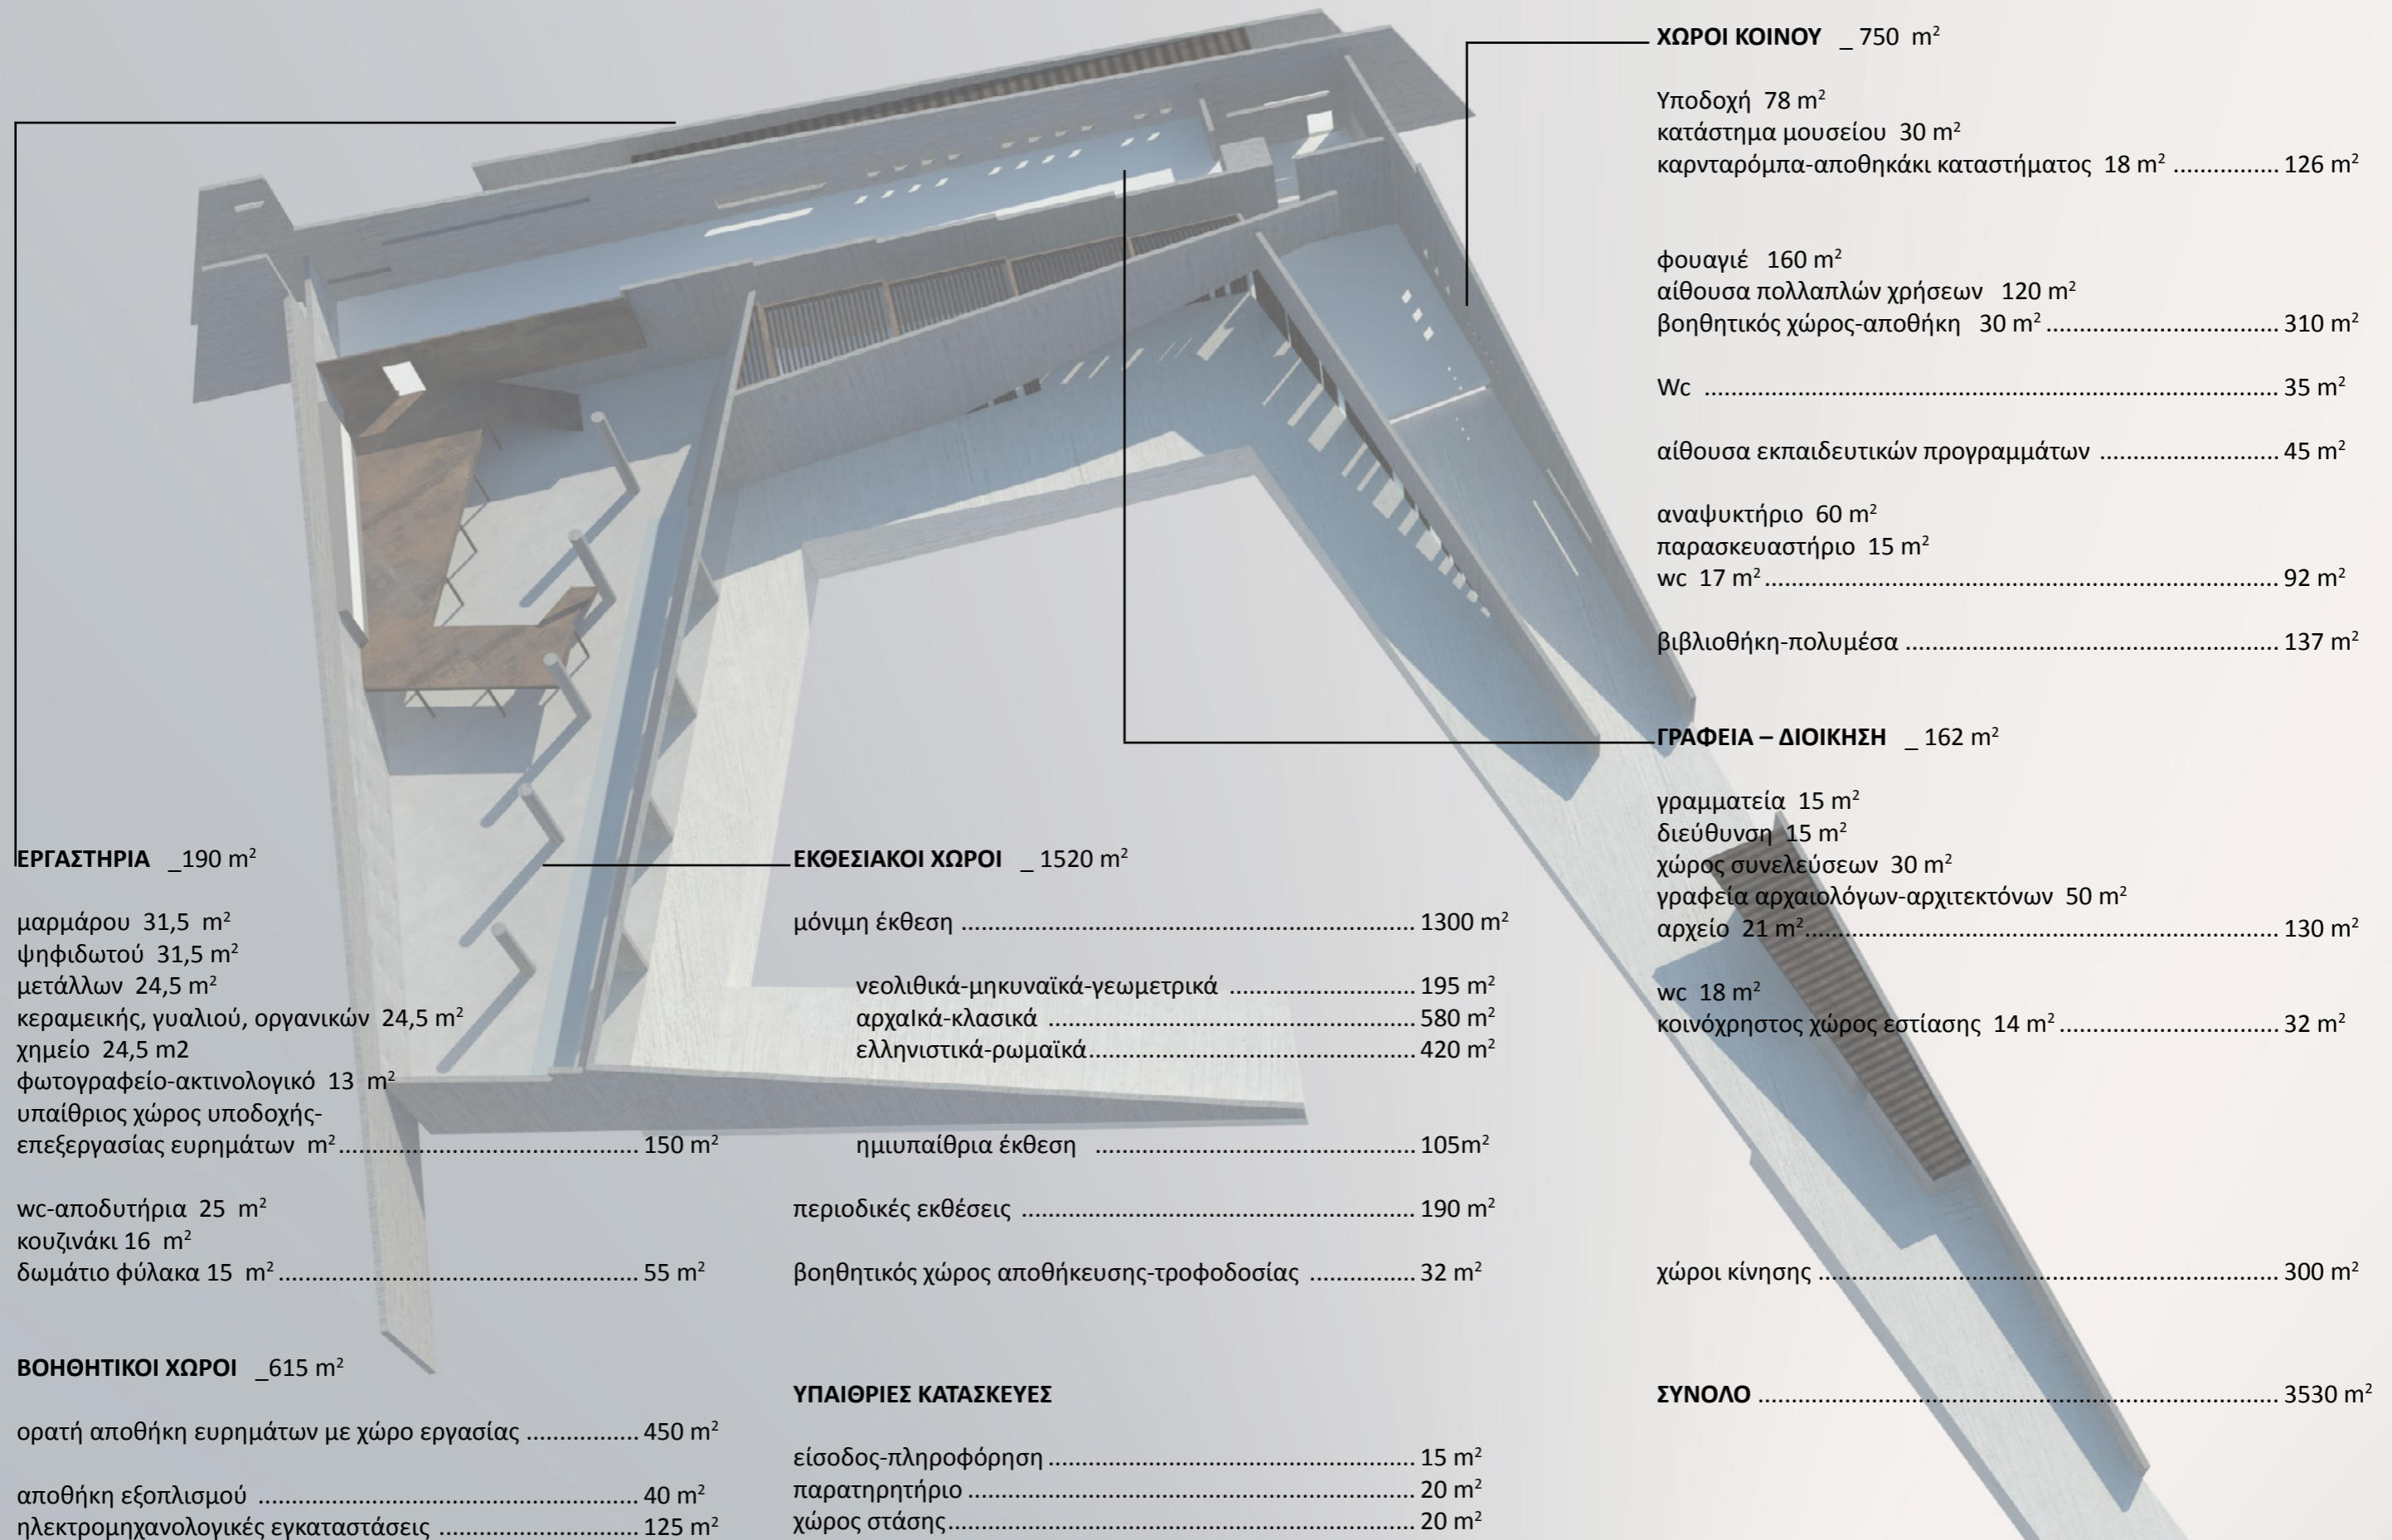 ΧΩΡΟΙ ΚΟΙΝΟΥ _ 750 m²
Υποδοχή 78 m²
κατάστημα μουσείου 30 m²
καρνταρόμπα-αποθηκάκι καταστήματος 18 m² ................ 126 m²
φουαγιέ 160 m²
αίθουσα πολλαπλών χρήσεων 120 m²
βοηθητικός χώρος-αποθήκη 30 m² ................ 310 m²
Wc ................ 35 m²
αίθουσα εκπαιδευτικών προγραμμάτων ................ 45 m²
αναψυκτήριο 60 m²
παρασκευαστήριο 15 m²
wc 17 m² ................ 92 m²
βιβλιοθήκη-πολυμέσα ................ 137 m²
ΓΡΑΦΕΙΑ – ΔΙΟΙΚΗΣΗ _ 162 m²
γραμματεία 15 m²
διεύθυνση 15 m²
χώρος συνελεύσεων 30 m²
γραφεία αρχαιολόγων-αρχιτεκτόνων 50 m²
αρχείο 21 m² ................ 130 m²
wc 18 m²
κοινόχρηστος χώρος εστίασης 14 m² ................ 32 m²
χώροι κίνησης ................ 300 m²
ΣΥΝΟΛΟ ................ 3530 m²
ΕΡΓΑΣΤΗΡΙΑ _190 m²
μαρμάρου 31,5 m²
ψηφιδωτού 31,5 m²
μετάλλων 24,5 m²
κεραμεικής, γυαλιού, οργανικών 24,5 m²
χημείο 24,5 m2
φωτογραφείο-ακτινολογικό 13 m²
υπαίθριος χώρος υποδοχής-
επεξεργασίας ευρημάτων m² ................ 150 m²
wc-αποδυτήρια 25 m²
κουζινάκι 16 m²
δωμάτιο φύλακα 15 m² ................ 55 m²
ΒΟΗΘΗΤΙΚΟΙ ΧΩΡΟΙ _615 m²
ορατή αποθήκη ευρημάτων με χώρο εργασίας ................ 450 m²
αποθήκη εξοπλισμού ................ 40 m²
ηλεκτρομηχανολογικές εγκαταστάσεις ................ 125 m²
ΕΚΘΕΣΙΑΚΟΙ ΧΩΡΟΙ _ 1520 m²
μόνιμη έκθεση ................ 1300 m²
νεολιθικά-μηκυναϊκά-γεωμετρικά ................ 195 m²
αρχαΙκά-κλασικά ................ 580 m²
ελληνιστικά-ρωμαϊκά ................ 420 m²
ημιυπαίθρια έκθεση ................ 105m²
περιοδικές εκθέσεις ................ 190 m²
βοηθητικός χώρος αποθήκευσης-τροφοδοσίας ................ 32 m²
ΥΠΑΙΘΡΙΕΣ ΚΑΤΑΣΚΕΥΕΣ
είσοδος-πληροφόρηση ................ 15 m²
παρατηρητήριο ................ 20 m²
χώρος στάσης ................ 20 m²